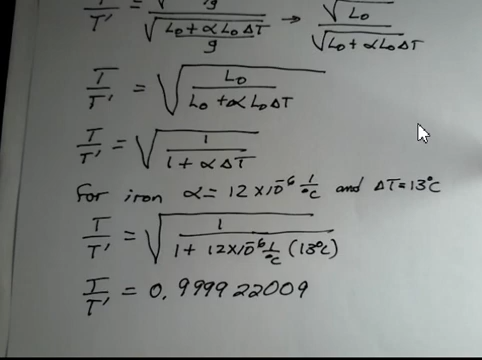 T/T' = √(L₀/g) / √((L₀ + αL₀ΔT)/g) → √L₀ / √(L₀ + αL₀ΔT)
T/T' = √(L₀ / (L₀ + αL₀ΔT))
T/T' = √(1 / (1 + αΔT))
For iron α = 12 × 10⁻⁶ 1/°C and ΔT = 13°C
T/T' = √(1 / (1 + 12×10⁻⁶ 1/°C (13°C)))
T/T' = 0.999922009